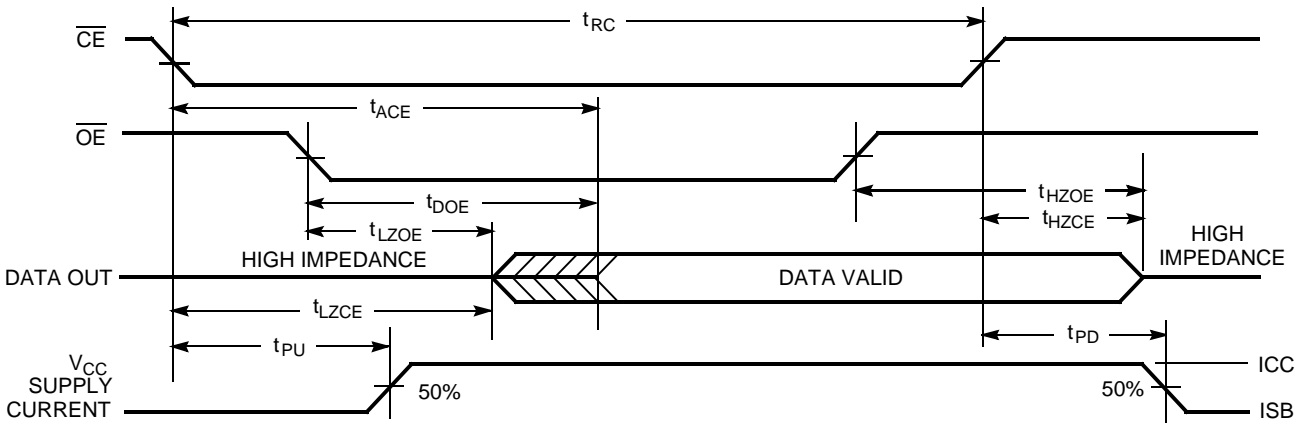 tRC
CE
tACE
OE
tDOE
tHZOE
tLZOE
tHZCE
HIGH IMPEDANCE
HIGH
IMPEDANCE
DATA OUT
DATA VALID
tLZCE
tPU
tPD
VCC
SUPPLY
CURRENT
50%
50%
ICC
ISB